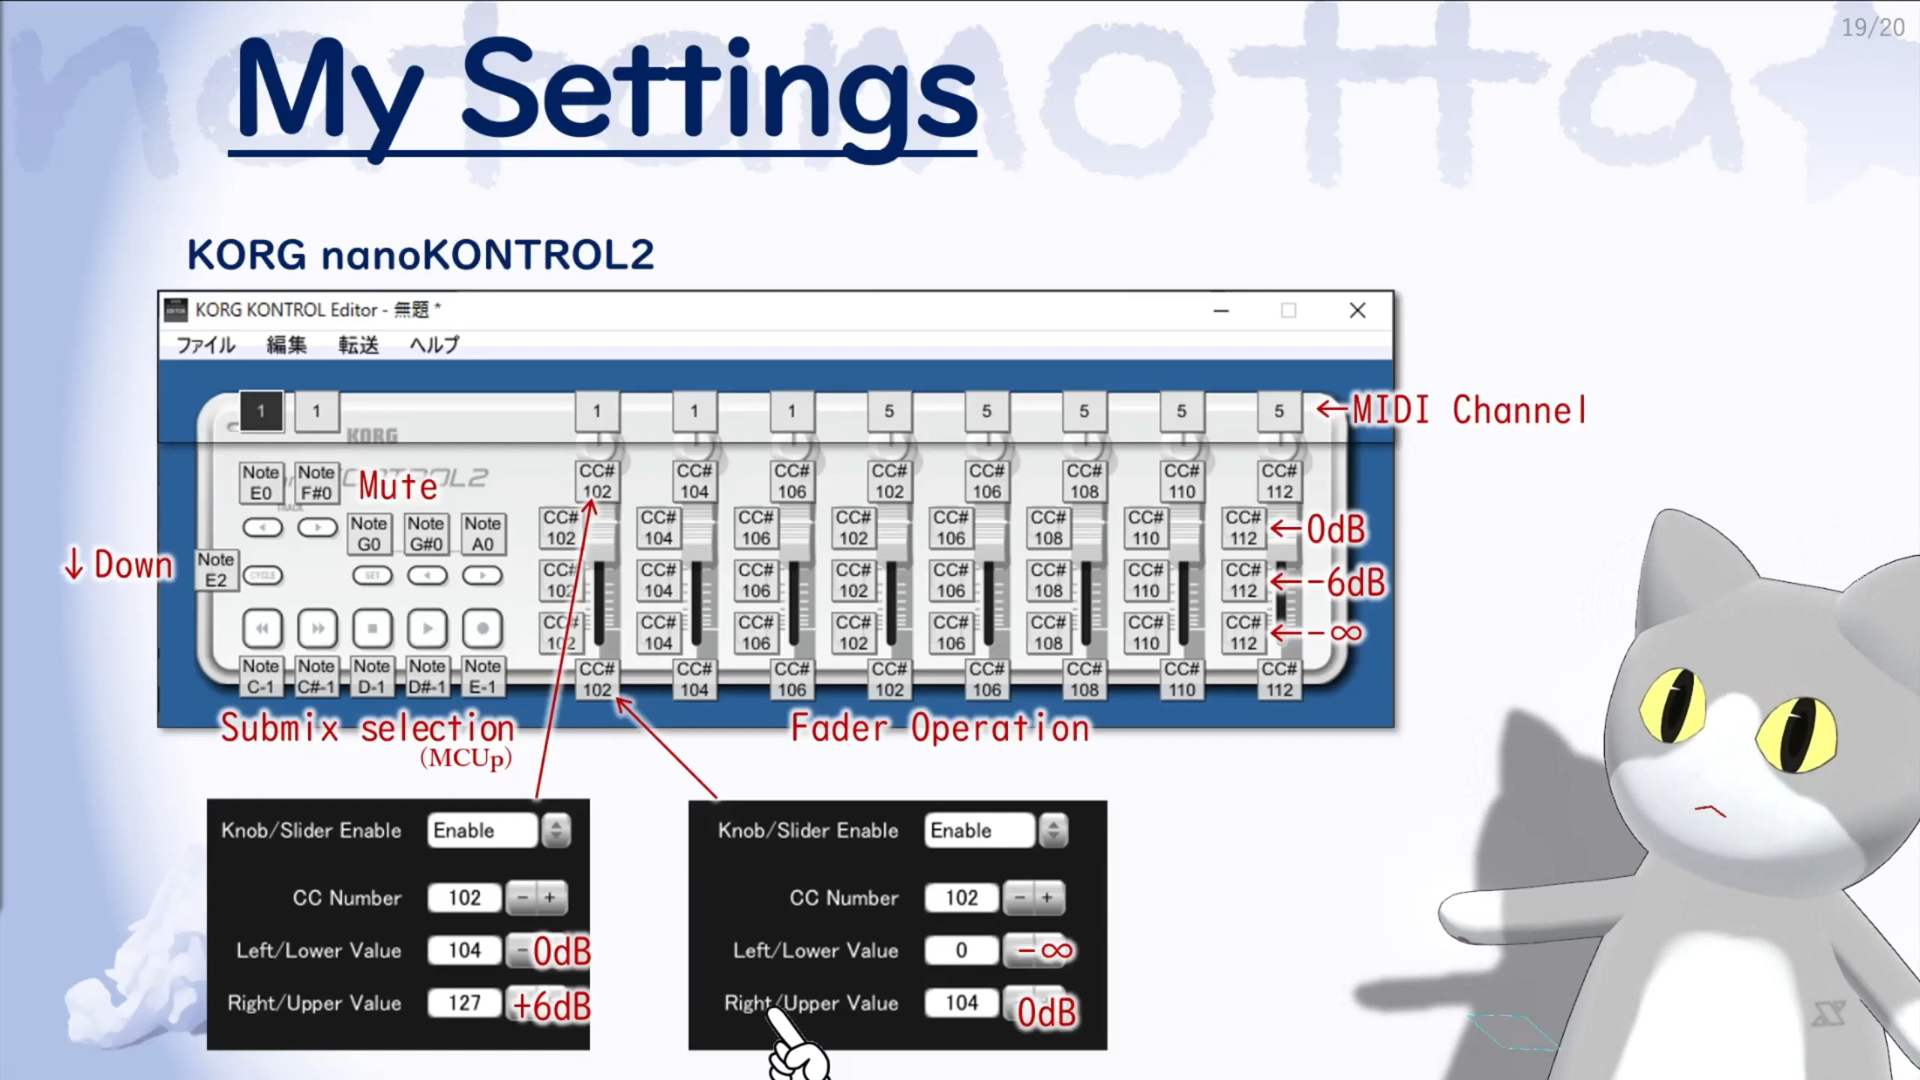 natamotta
19/20
My Settings
KORG nanoKONTROL2
KORG KONTROL Editor - 無題 *
ファイル 編集 転送 ヘルプ
1 1 1 1 1 5 5 5 5 5 ←MIDI Channel
KORG
Note E0 Note F#0 Mute
CC# 102 CC# 104 CC# 106 CC# 102 CC# 106 CC# 108 CC# 110 CC# 112
TRACK
Note G0 Note G#0 Note A0
CC# 102 CC# 104 CC# 106 CC# 102 CC# 106 CC# 108 CC# 110 CC# 112 ←0dB
↓Down Note E2 CYCLE SET
CC# 102 CC# 104 CC# 106 CC# 102 CC# 106 CC# 108 CC# 110 CC# 112 ←-6dB
CC# 102 CC# 104 CC# 106 CC# 102 CC# 106 CC# 108 CC# 110 CC# 112 ←-∞
Note C-1 Note C#-1 Note D-1 Note D#-1 Note E-1
CC# 102 CC# 104 CC# 106 CC# 102 CC# 106 CC# 108 CC# 110 CC# 112
Submix selection
(MCUp)
Fader Operation
Knob/Slider Enable Enable
CC Number 102 - +
Left/Lower Value 104 - 0dB
Right/Upper Value 127 +6dB
Knob/Slider Enable Enable
CC Number 102 - +
Left/Lower Value 0 -∞
Right/Upper Value 104 0dB